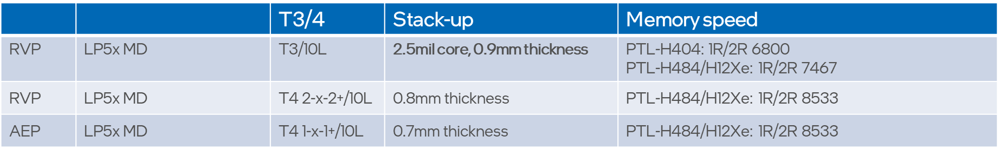 T3/4 Stack-up Memory speed
RVP LP5x MD T3/10L 2.5mil core, 0.9mm thickness PTL-H404: 1R/2R 6800
PTL-H484/H12Xe: 1R/2R 7467
RVP LP5x MD T4 2-x-2+/10L 0.8mm thickness PTL-H484/H12Xe: 1R/2R 8533
AEP LP5x MD T4 1-x-1+/10L 0.7mm thickness PTL-H484/H12Xe: 1R/2R 8533